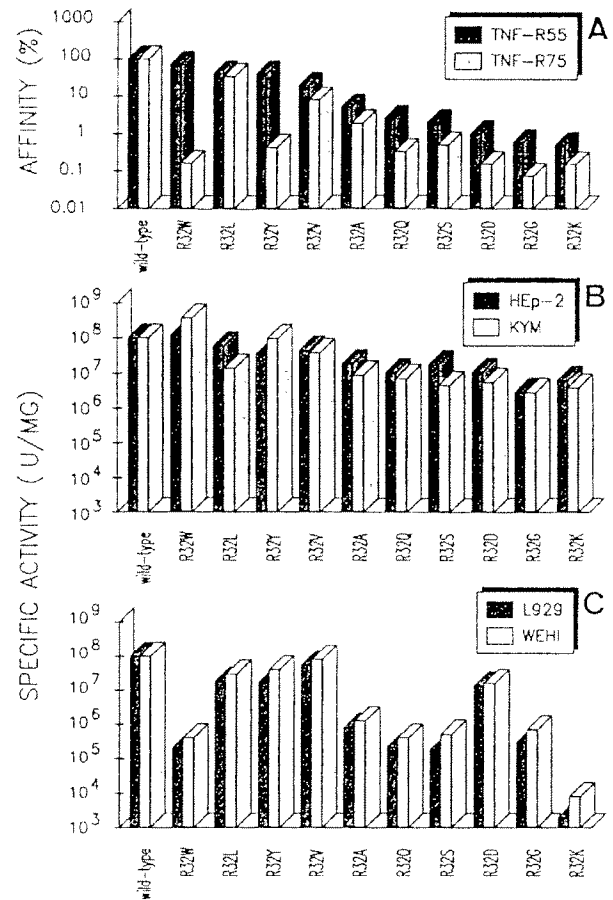 A
TNF-R55
TNF-R75
AFFINITY (%)
1000
100
10
1
0.1
0.01
wild-type
R32W
R32L
R32Y
R32V
R32A
R32Q
R32S
R32D
R32G
R32K
B
HEp-2
KYM
SPECIFIC ACTIVITY (U/MG)
10⁹
10⁸
10⁷
10⁶
10⁵
10⁴
10³
wild-type
R32W
R32L
R32Y
R32V
R32A
R32Q
R32S
R32D
R32G
R32K
C
L929
WEHI
10⁹
10⁸
10⁷
10⁶
10⁵
10⁴
10³
wild-type
R32W
R32L
R32Y
R32V
R32A
R32Q
R32S
R32D
R32G
R32K